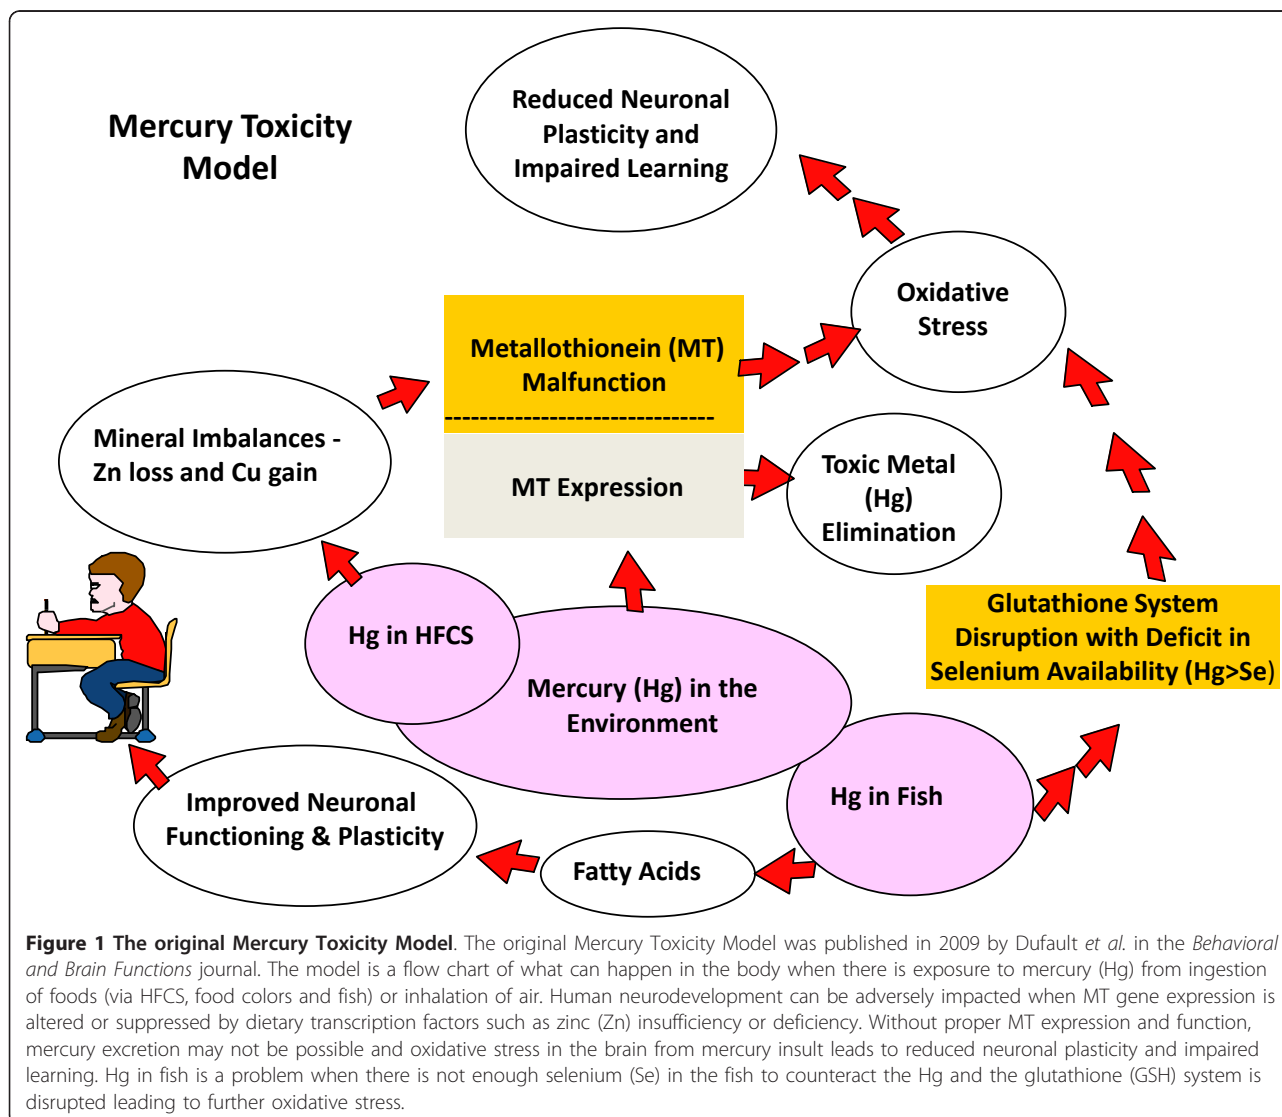 Mercury Toxicity
Model
Reduced Neuronal
Plasticity and
Impaired Learning
Oxidative
Stress
Metallothionein (MT)
Malfunction
-------------------------------
MT Expression
Mineral Imbalances -
Zn loss and Cu gain
Toxic Metal
(Hg)
Elimination
Glutathione System
Disruption with Deficit in
Selenium Availability (Hg>Se)
Hg in HFCS
Mercury (Hg) in the
Environment
Hg in Fish
Improved Neuronal
Functioning & Plasticity
Fatty Acids
Figure 1 The original Mercury Toxicity Model. The original Mercury Toxicity Model was published in 2009 by Dufault et al. in the Behavioral
and Brain Functions journal. The model is a flow chart of what can happen in the body when there is exposure to mercury (Hg) from ingestion
of foods (via HFCS, food colors and fish) or inhalation of air. Human neurodevelopment can be adversely impacted when MT gene expression is
altered or suppressed by dietary transcription factors such as zinc (Zn) insufficiency or deficiency. Without proper MT expression and function,
mercury excretion may not be possible and oxidative stress in the brain from mercury insult leads to reduced neuronal plasticity and impaired
learning. Hg in fish is a problem when there is not enough selenium (Se) in the fish to counteract the Hg and the glutathione (GSH) system is
disrupted leading to further oxidative stress.